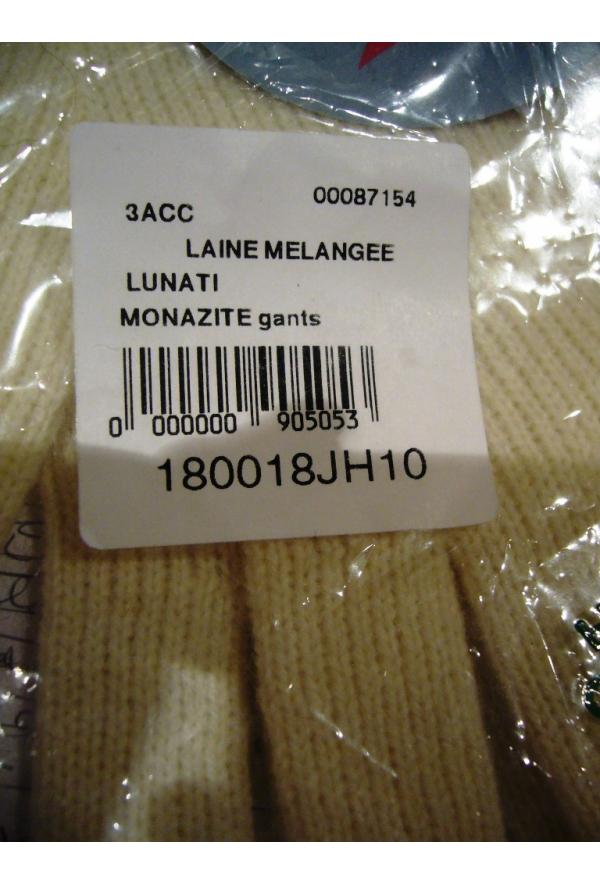 00087154
3ACC
LAINE MELANGEE
LUNATI
MONAZITE gants
0 000000 905053
180018JH10